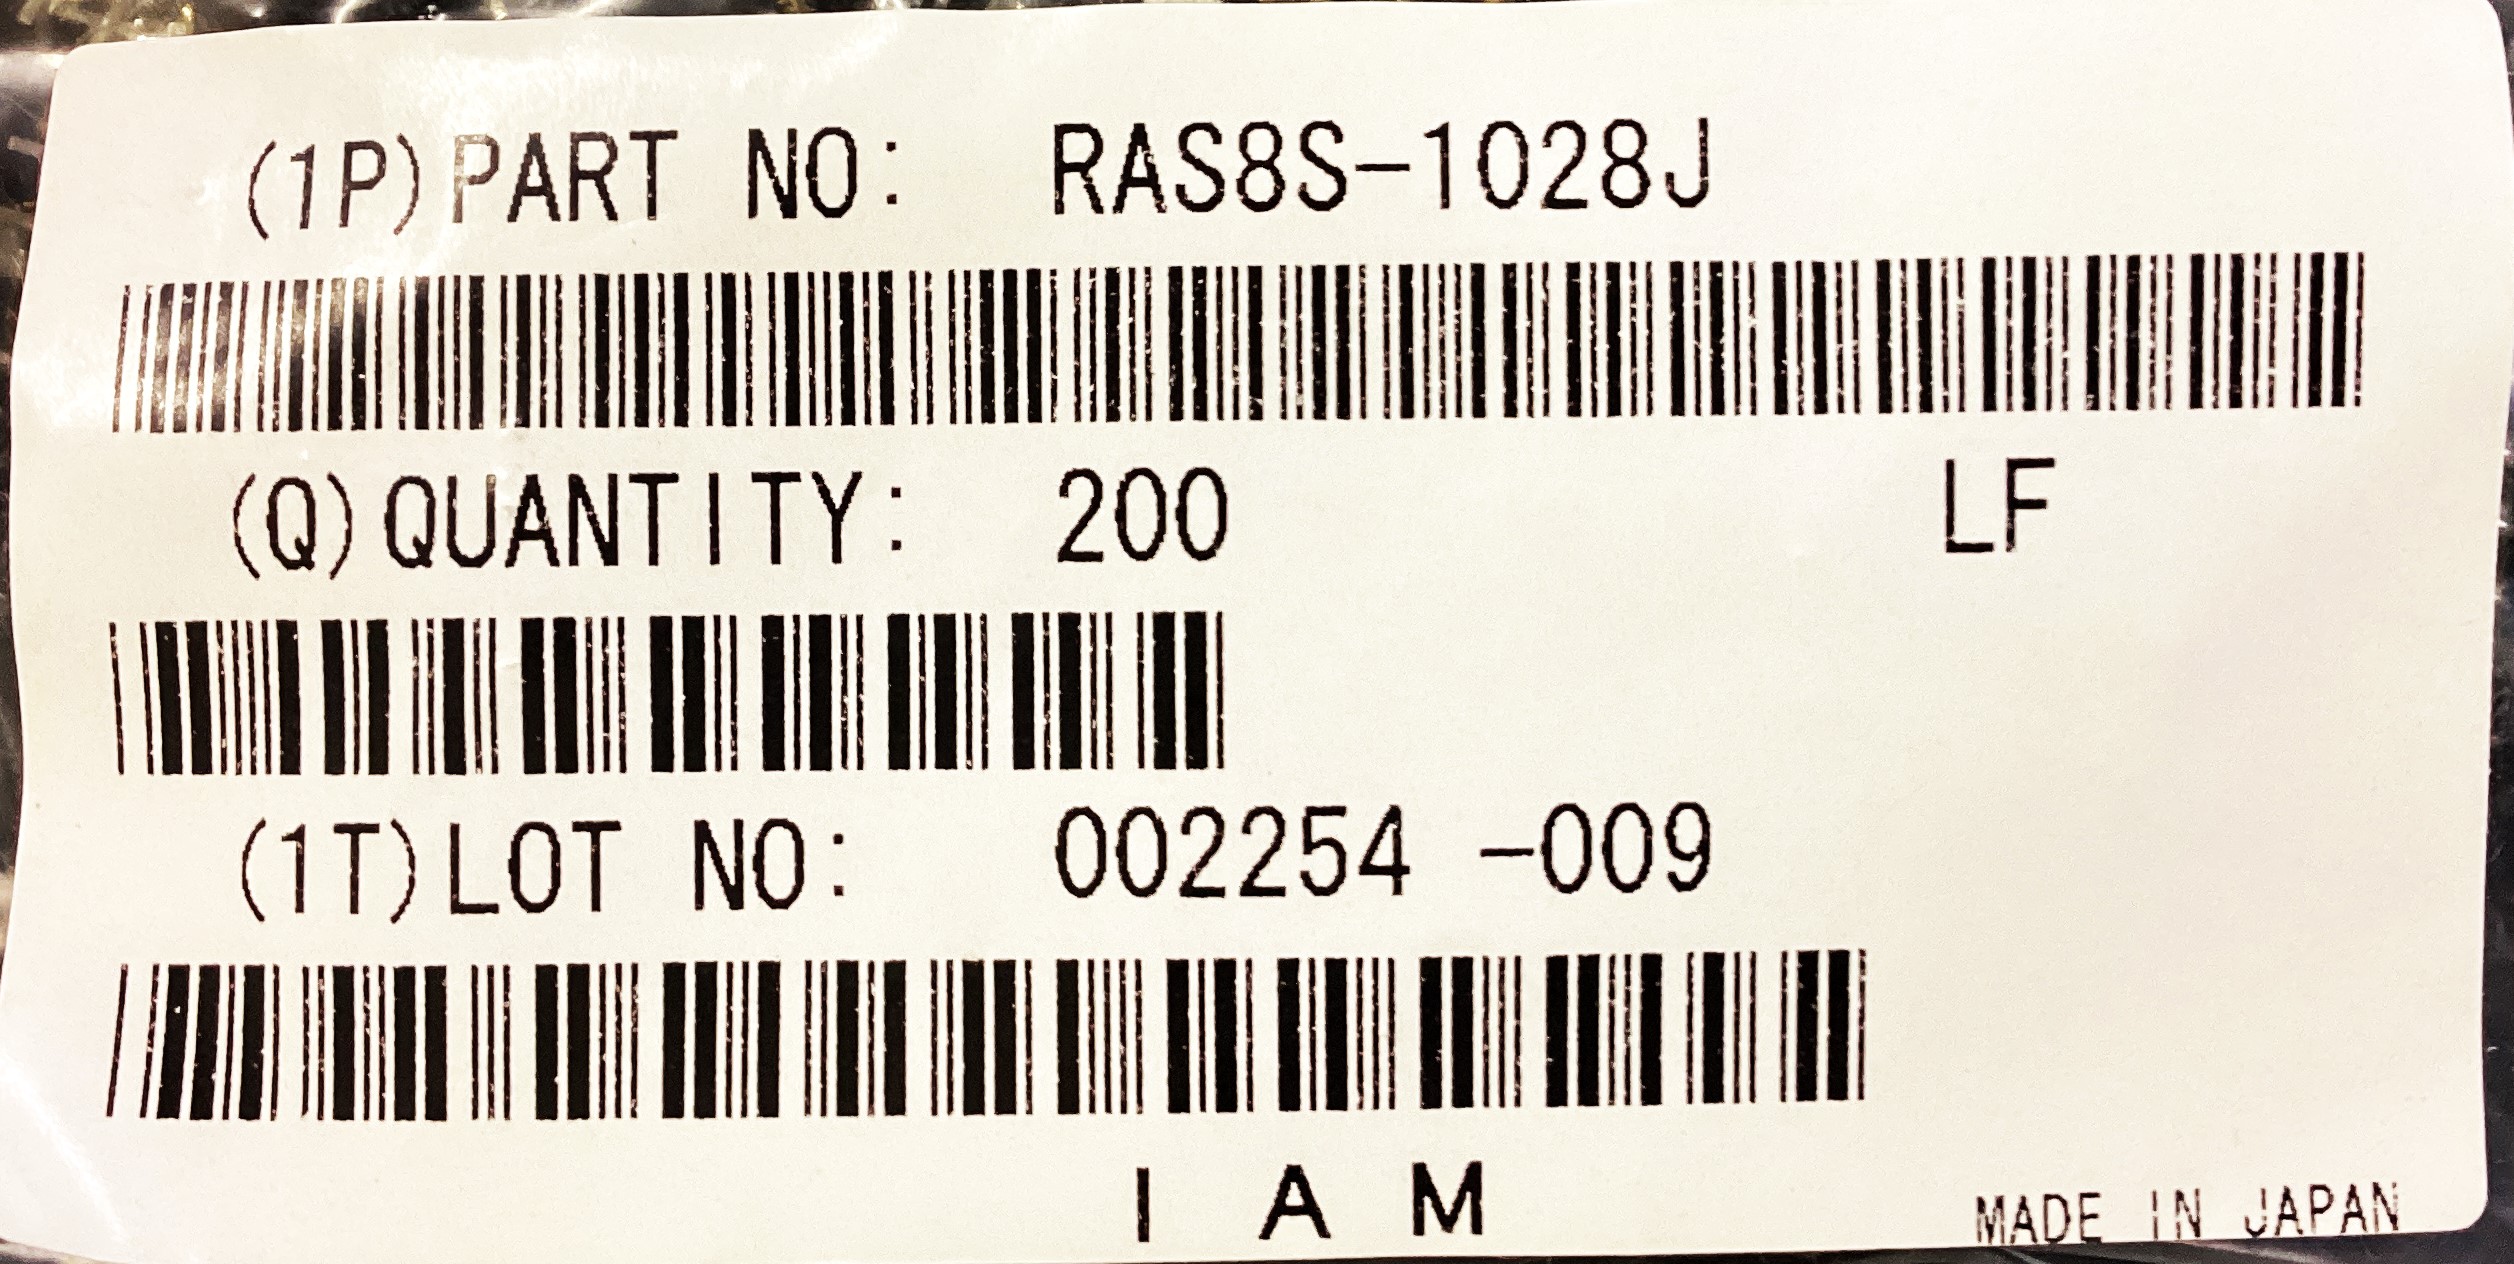 (1P)PART NO: RAS8S-1028J
(Q)QUANTITY: 200 LF
(1T)LOT NO: 002254 -009
I A M
MADE IN JAPAN